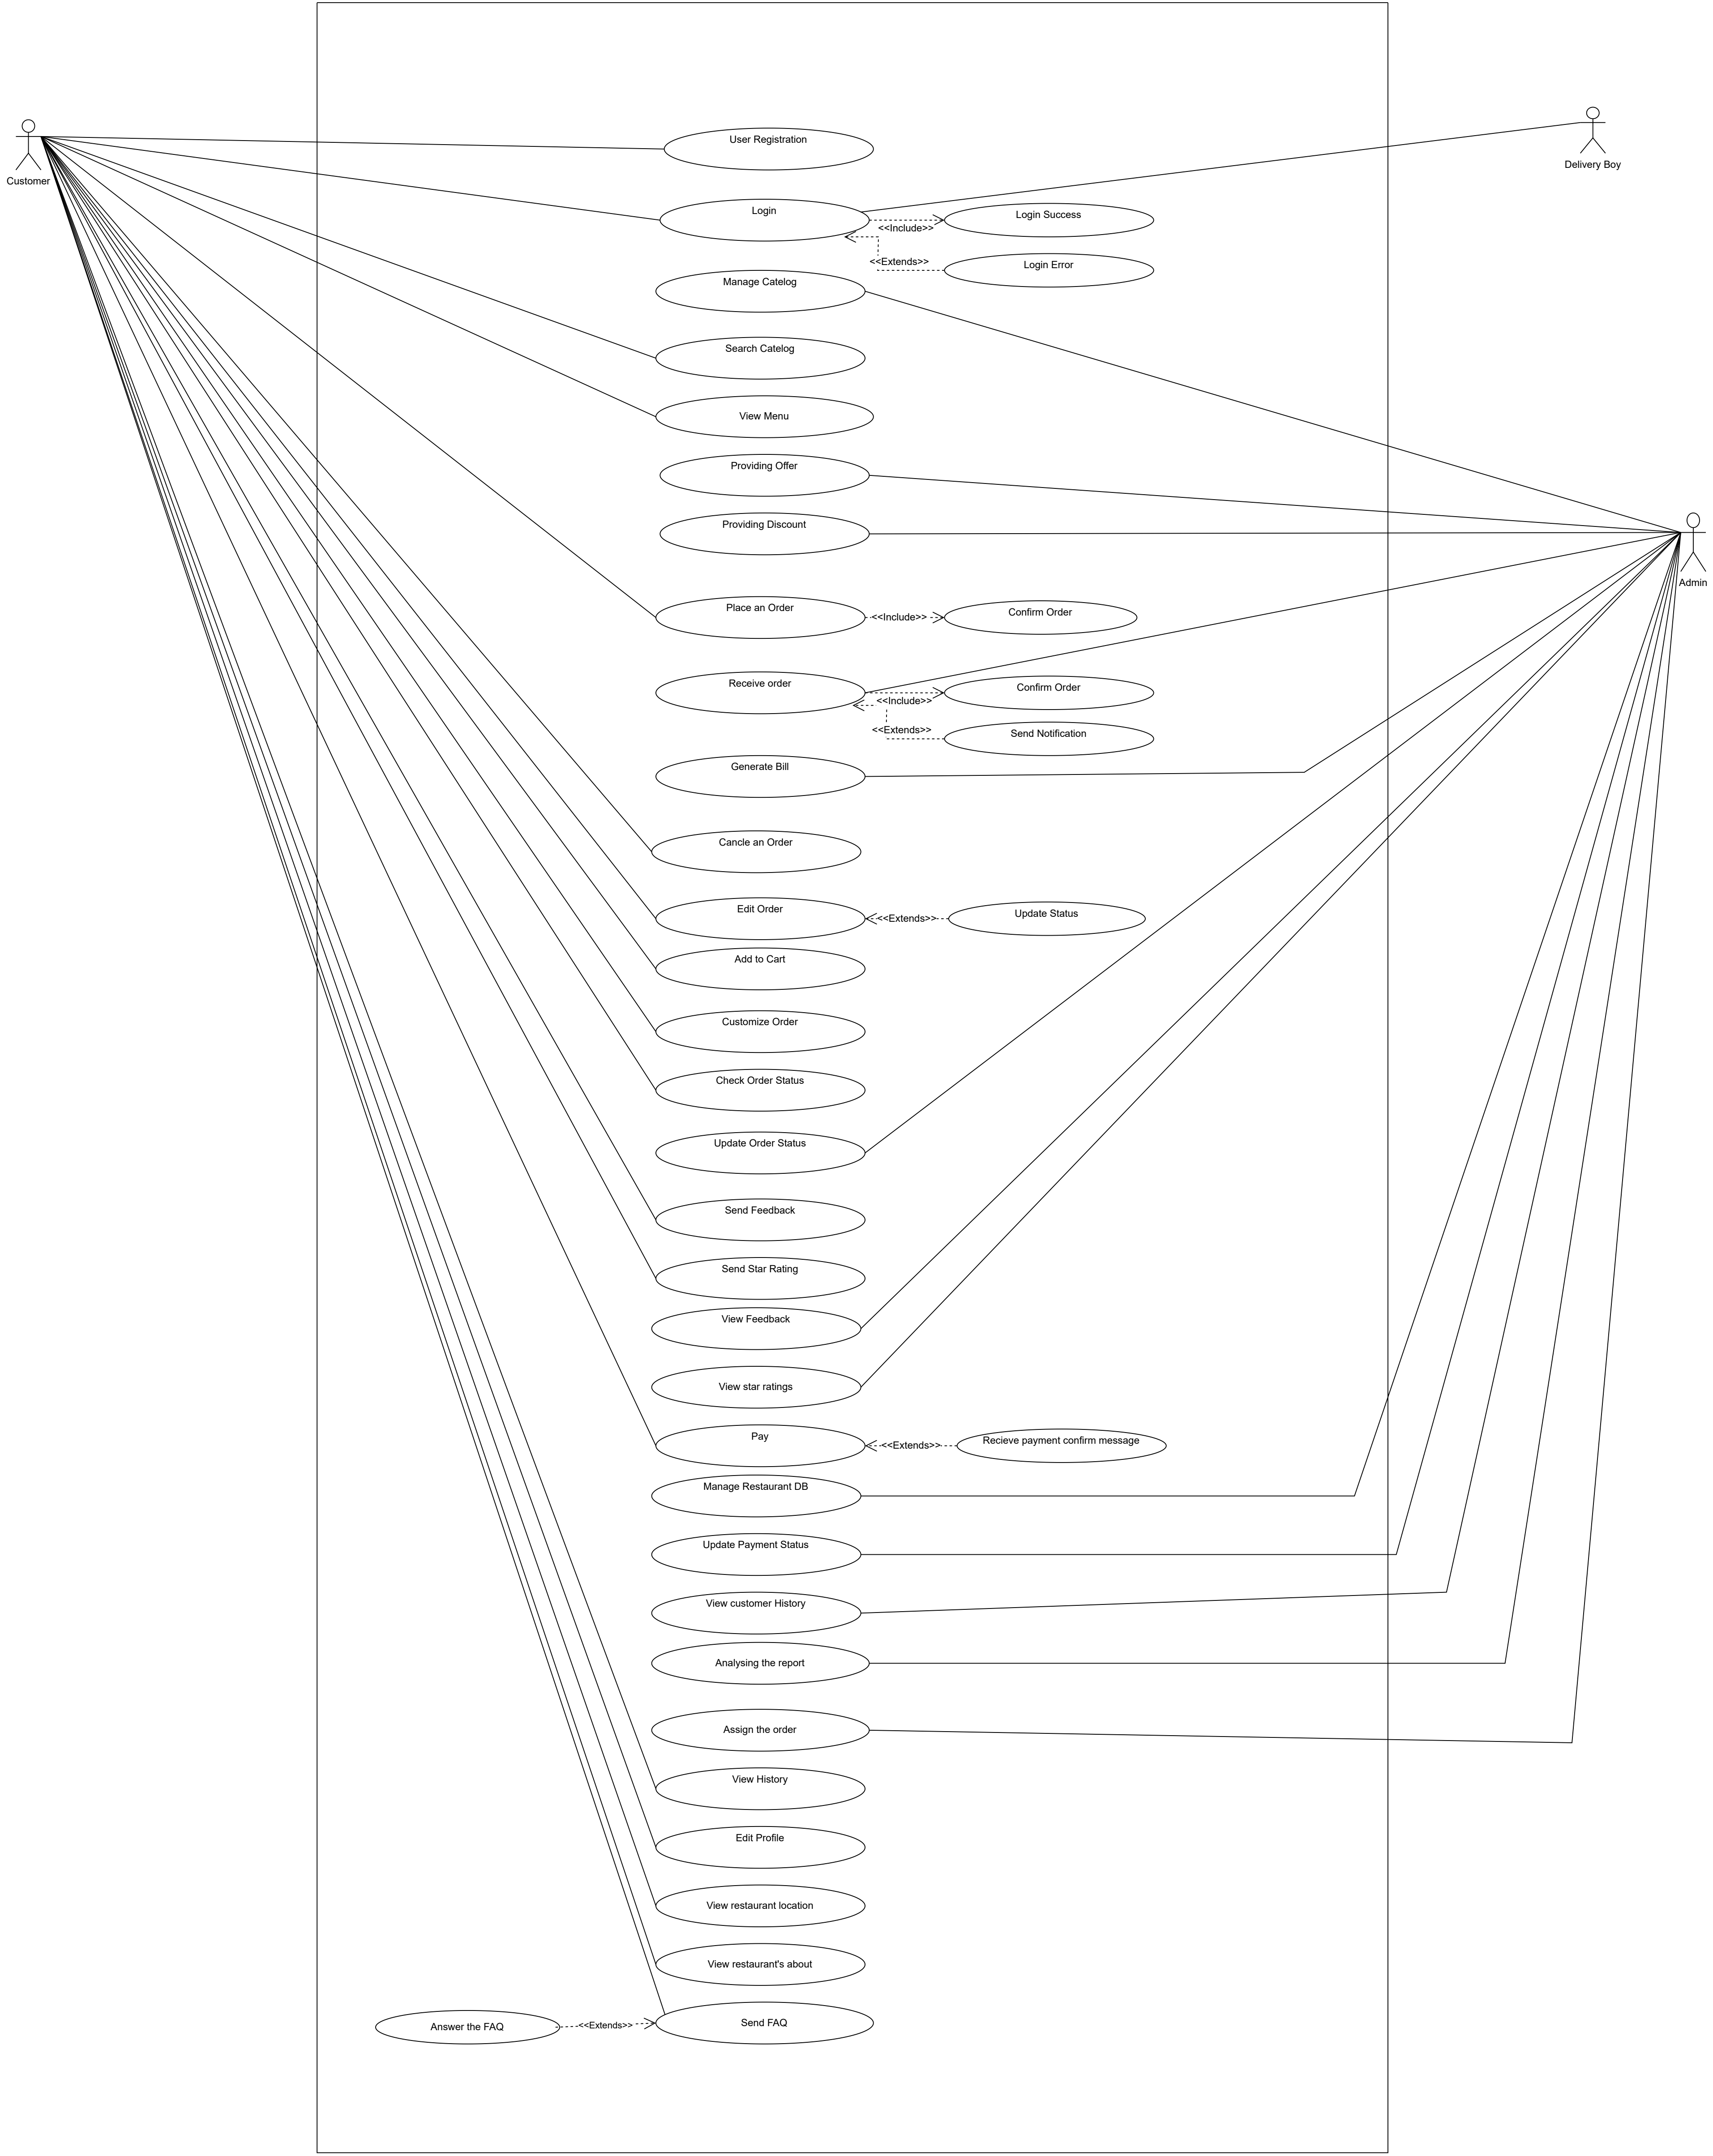 User Registration
Customer
Delivery Boy
Login
Login Success
<<Include>>
<<Extends>>
Login Error
Manage Catelog
Search Catelog
View Menu
Providing Offer
Providing Discount
Admin
Place an Order
<<Include>>
Confirm Order
Receive order
Confirm Order
<<Include>>
<<Extends>>
Send Notification
Generate Bill
Cancle an Order
Edit Order
<<Extends>>
Update Status
Add to Cart
Customize Order
Check Order Status
Update Order Status
Send Feedback
Send Star Rating
View Feedback
View star ratings
Pay
<<Extends>>
Recieve payment confirm message
Manage Restaurant DB
Update Payment Status
View customer History
Analysing the report
Assign the order
View History
Edit Profile
View restaurant location
View restaurant's about
Answer the FAQ
<<Extends>>
Send FAQ